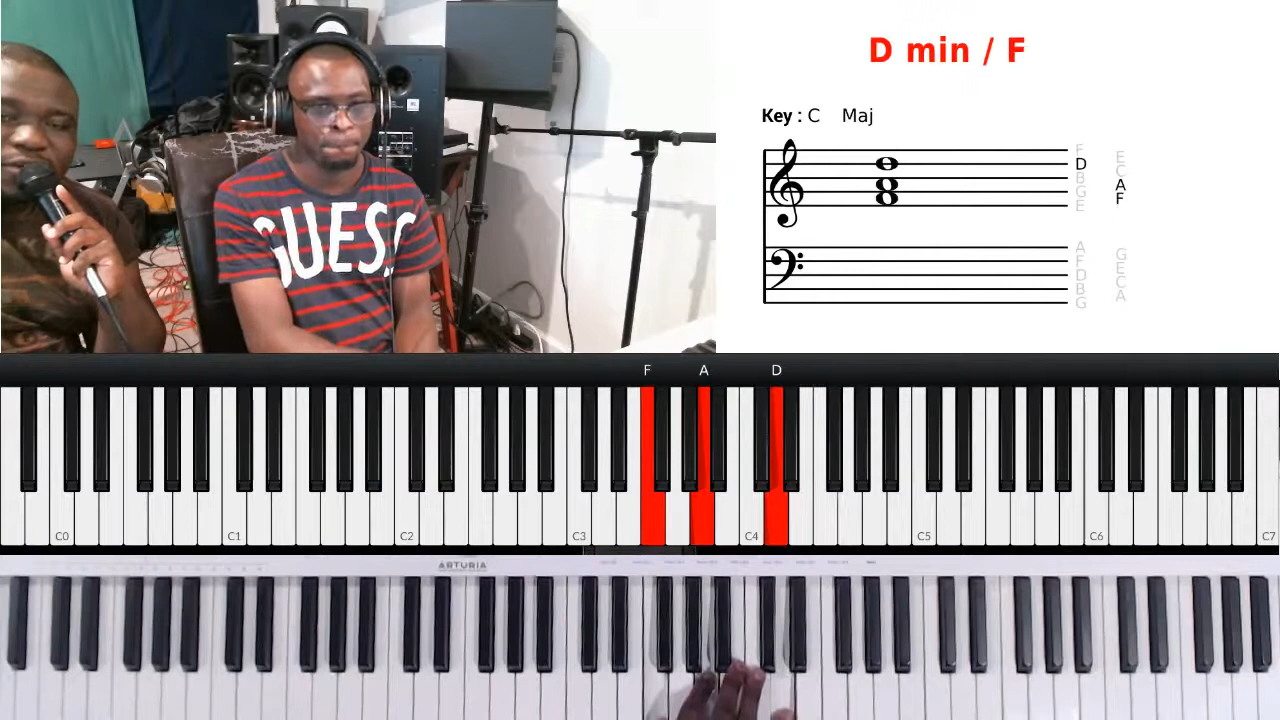 D min / F
Key : C Maj
F
D
B
G
E
E
C
A
F
A
F
D
B
G
G
E
C
A
GUESS
F A D
C0 C1 C2 C3 C4 C5 C6 C7
ARTURIA